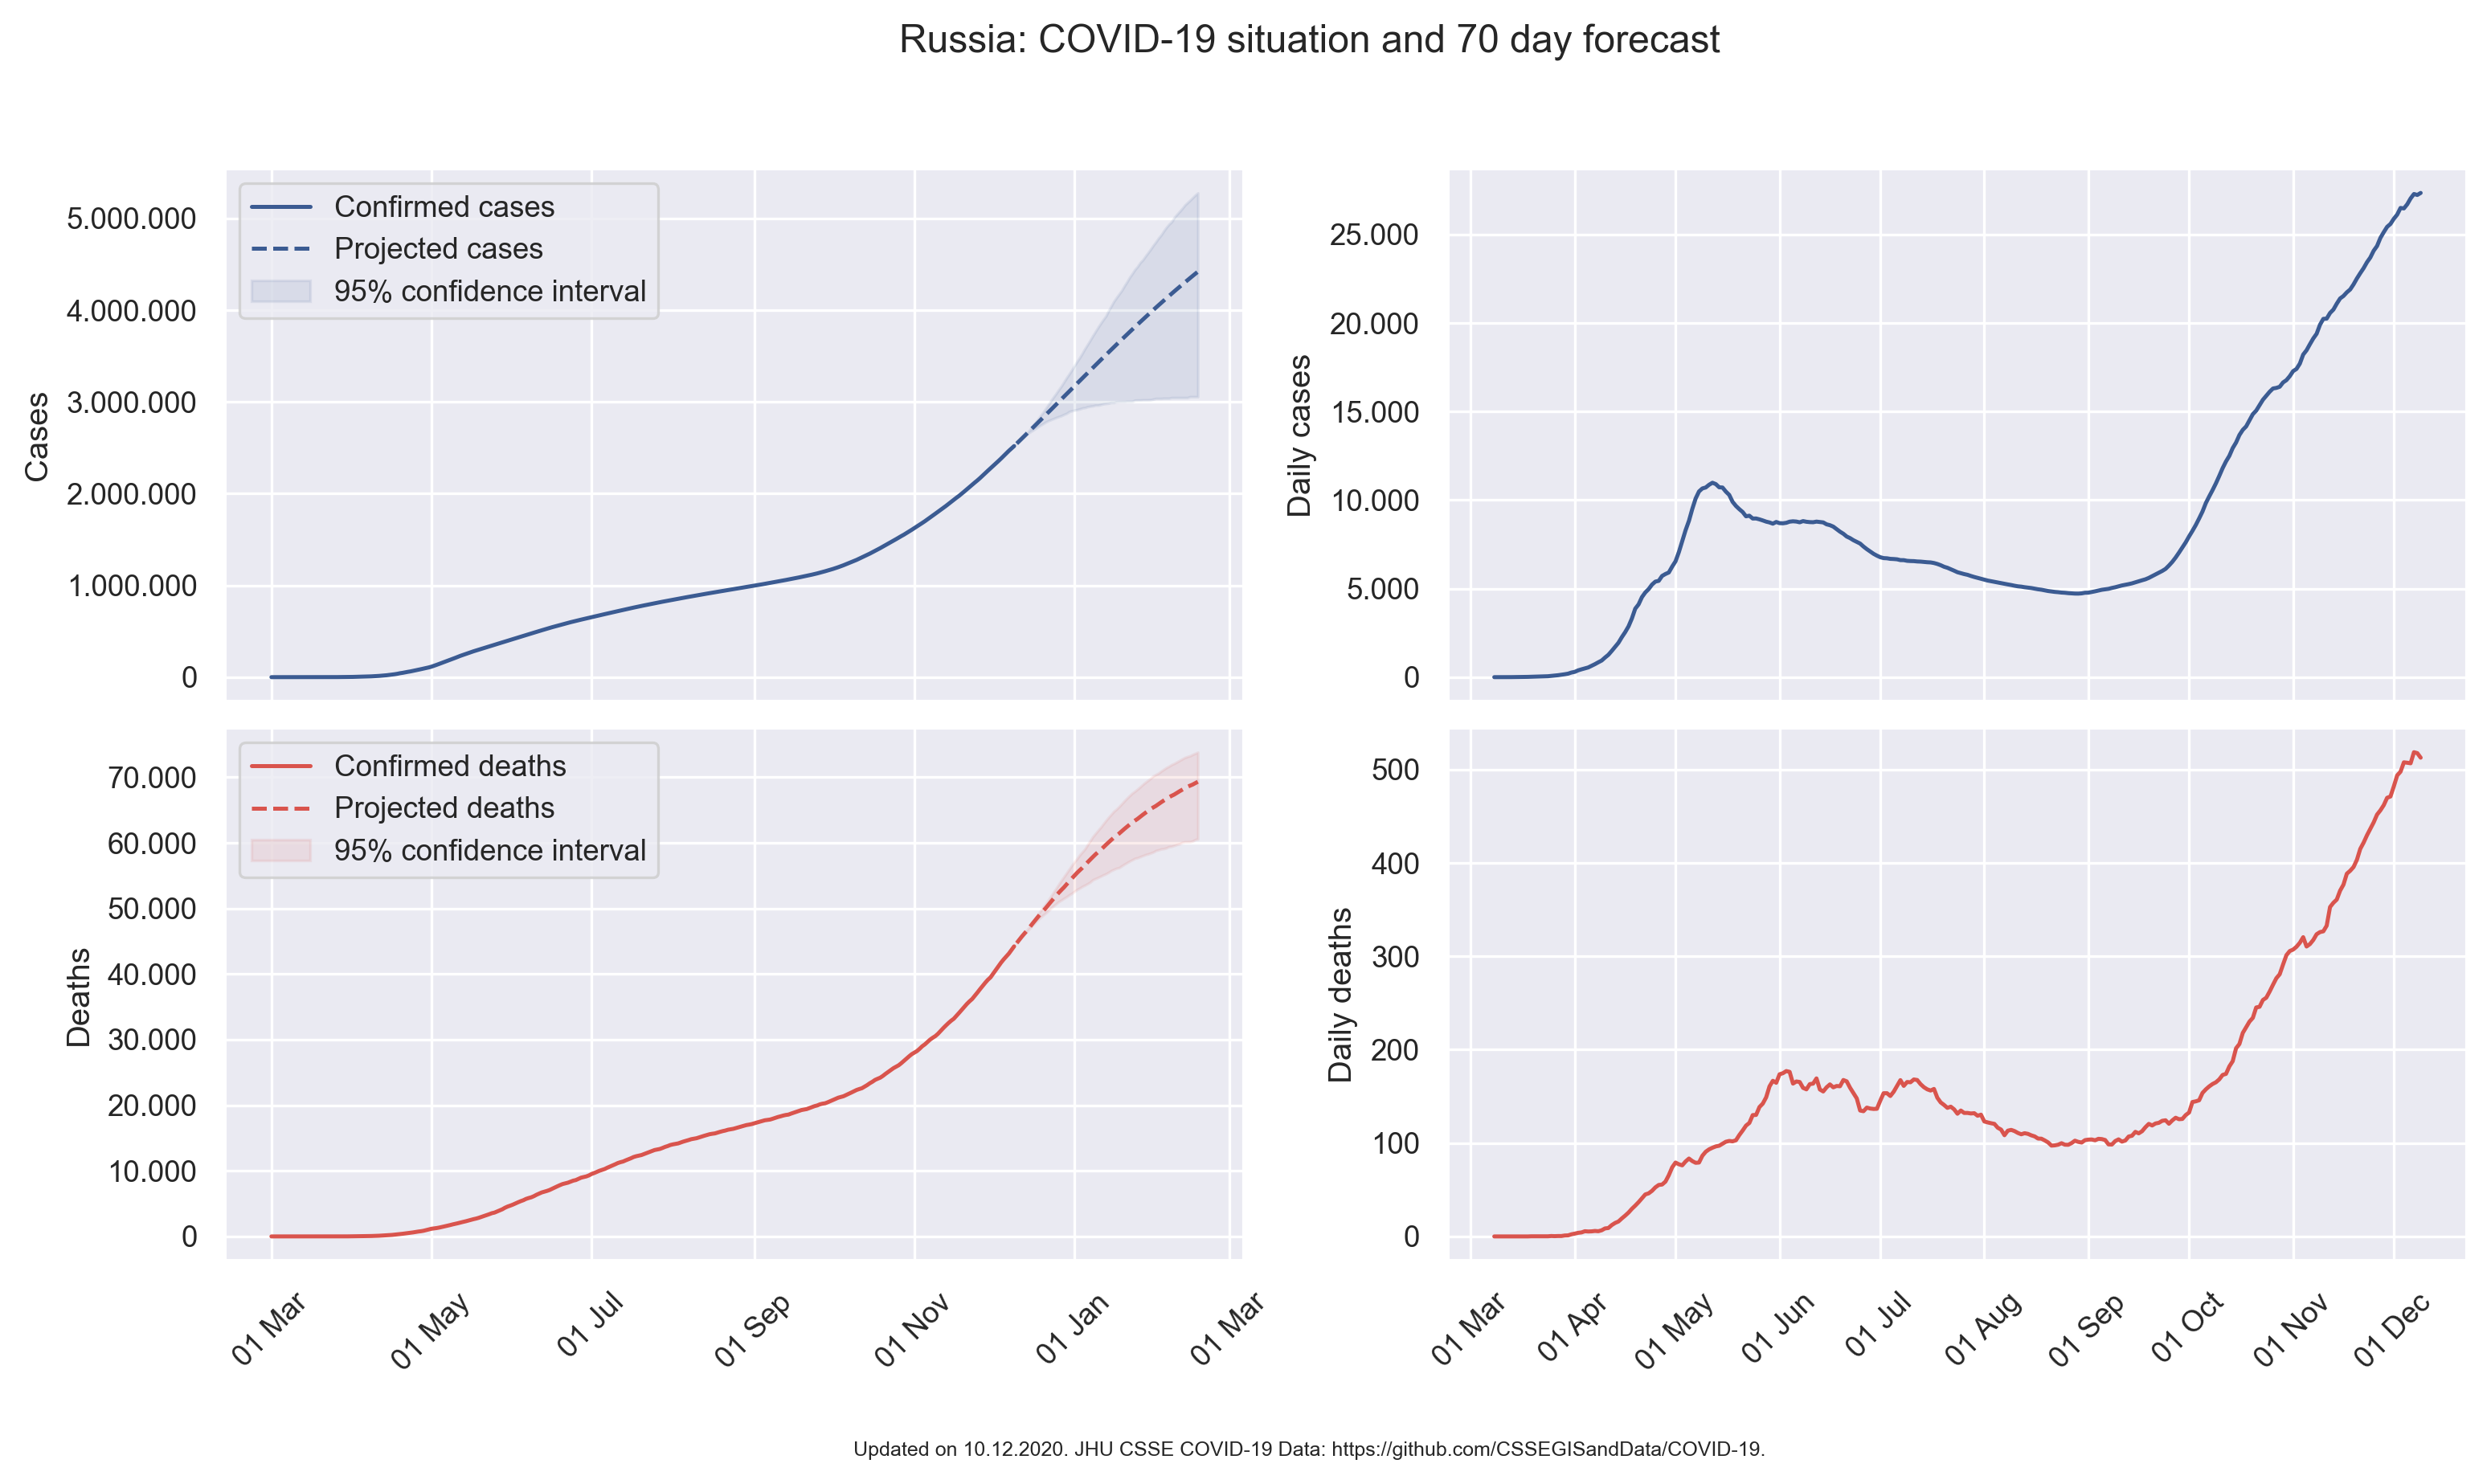 Russia: COVID-19 situation and 70 day forecast
Confirmed cases
Projected cases
95% confidence interval
5.000.000
4.000.000
3.000.000
2.000.000
1.000.000
0
Cases
25.000
20.000
15.000
10.000
5.000
0
Daily cases
Confirmed deaths
Projected deaths
95% confidence interval
70.000
60.000
50.000
40.000
30.000
20.000
10.000
0
Deaths
01 Mar
01 May
01 Jul
01 Sep
01 Nov
01 Jan
01 Mar
500
400
300
200
100
0
Daily deaths
01 Mar
01 Apr
01 May
01 Jun
01 Jul
01 Aug
01 Sep
01 Oct
01 Nov
01 Dec
Updated on 10.12.2020. JHU CSSE COVID-19 Data: https://github.com/CSSEGISandData/COVID-19.